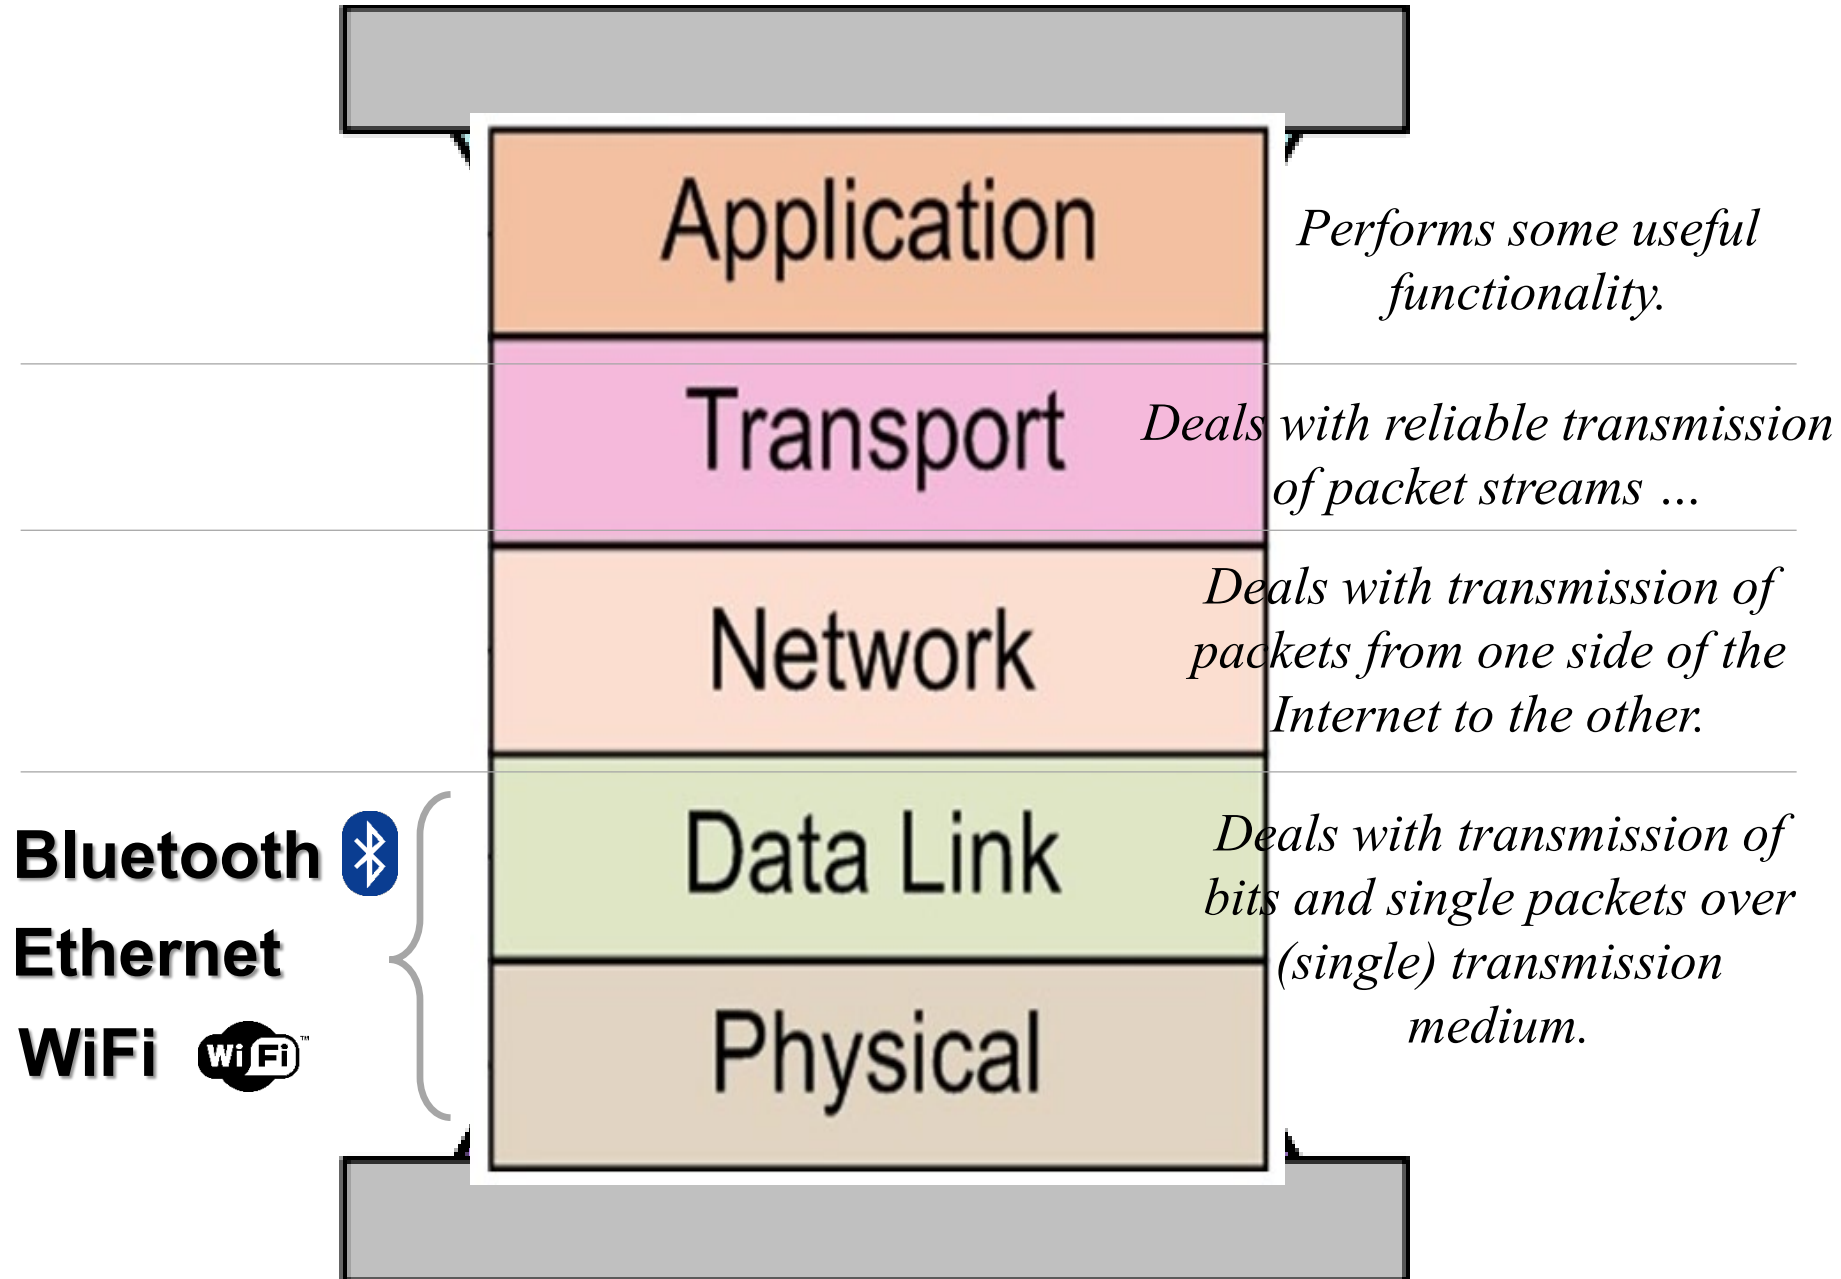 Application
Performs some useful
functionality.
Transport
Deals with reliable transmission
of packet streams …
Network
Deals with transmission of
packets from one side of the
Internet to the other.
Bluetooth
Ethernet
WiFi
Wi Fi ™
Data Link
Physical
Deals with transmission of
bits and single packets over
(single) transmission
medium.